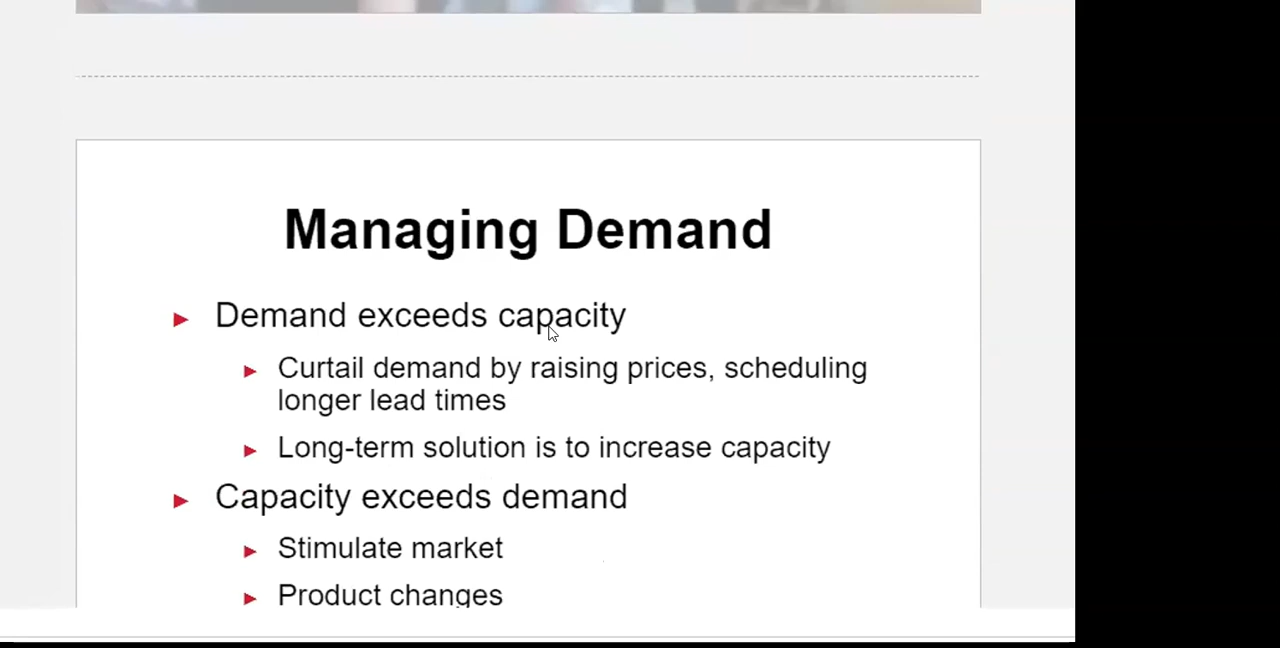 Managing Demand
Demand exceeds capacity
Curtail demand by raising prices, scheduling
longer lead times
Long-term solution is to increase capacity
Capacity exceeds demand
Stimulate market
Product changes